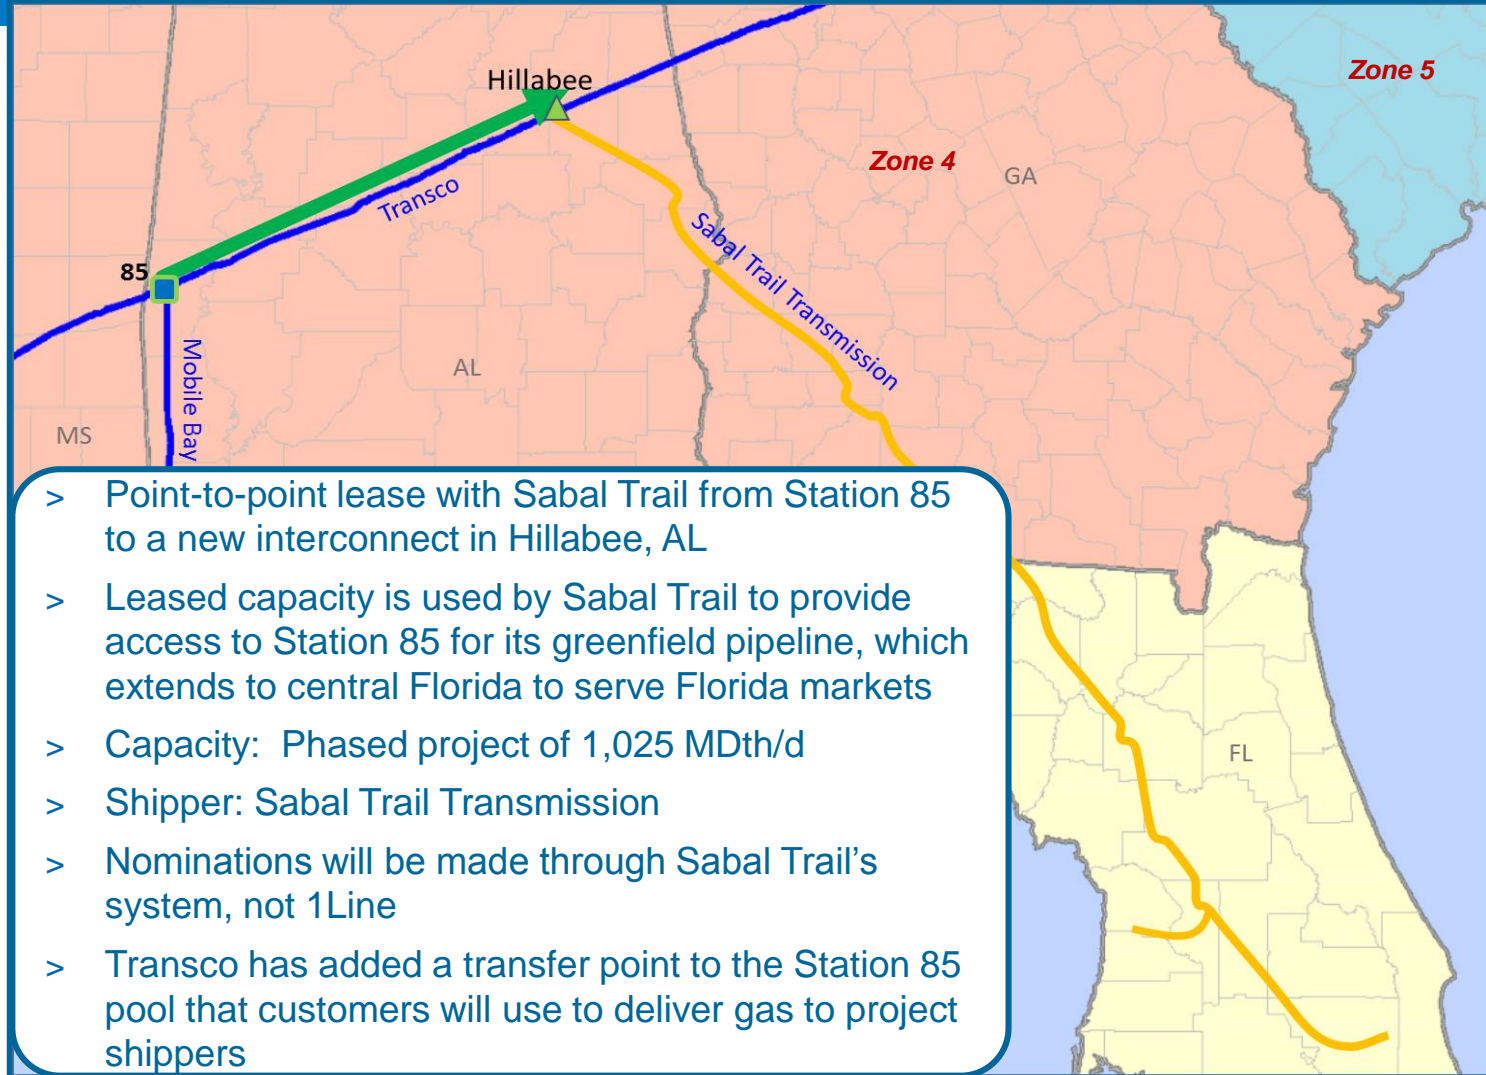 Zone 5
Hillabee
Zone 4
GA
Transco
Sabal Trail Transmission
85
Mobile Bay
AL
MS
> Point-to-point lease with Sabal Trail from Station 85
to a new interconnect in Hillabee, AL
> Leased capacity is used by Sabal Trail to provide
access to Station 85 for its greenfield pipeline, which
extends to central Florida to serve Florida markets
> Capacity: Phased project of 1,025 MDth/d
> Shipper: Sabal Trail Transmission
> Nominations will be made through Sabal Trail’s
system, not 1Line
> Transco has added a transfer point to the Station 85
pool that customers will use to deliver gas to project
shippers
FL